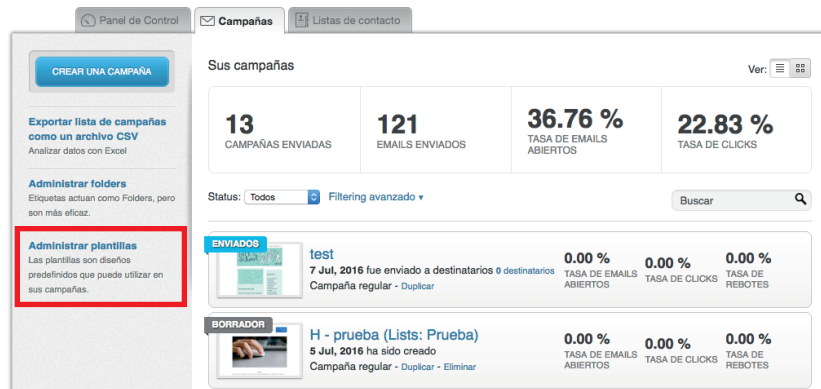 Panel de Control
Campañas
Listas de contacto
CREAR UNA CAMPAÑA
Exportar lista de campañas
como un archivo CSV
Analizar datos con Excel
Administrar folders
Etiquetas actuan como Folders, pero
son más eficaz.
Administrar plantillas
Las plantillas son diseños
predefinidos que puede utilizar en
sus campañas.
Sus campañas
Ver:
13
CAMPAÑAS ENVIADAS
121
EMAILS ENVIADOS
36.76 %
TASA DE EMAILS
ABIERTOS
22.83 %
TASA DE CLICKS
Status: Todos Filtering avanzado ▾
Buscar
ENVIADOS
test
7 Jul, 2016 fue enviado a destinatarios 0 destinatarios
Campaña regular - Duplicar
0.00 %
TASA DE EMAILS
ABIERTOS
0.00 %
TASA DE CLICKS
0.00 %
TASA DE
REBOTES
BORRADOR
H - prueba (Lists: Prueba)
5 Jul, 2016 ha sido creado
Campaña regular - Duplicar - Eliminar
0.00 %
TASA DE EMAILS
ABIERTOS
0.00 %
TASA DE CLICKS
0.00 %
TASA DE
REBOTES